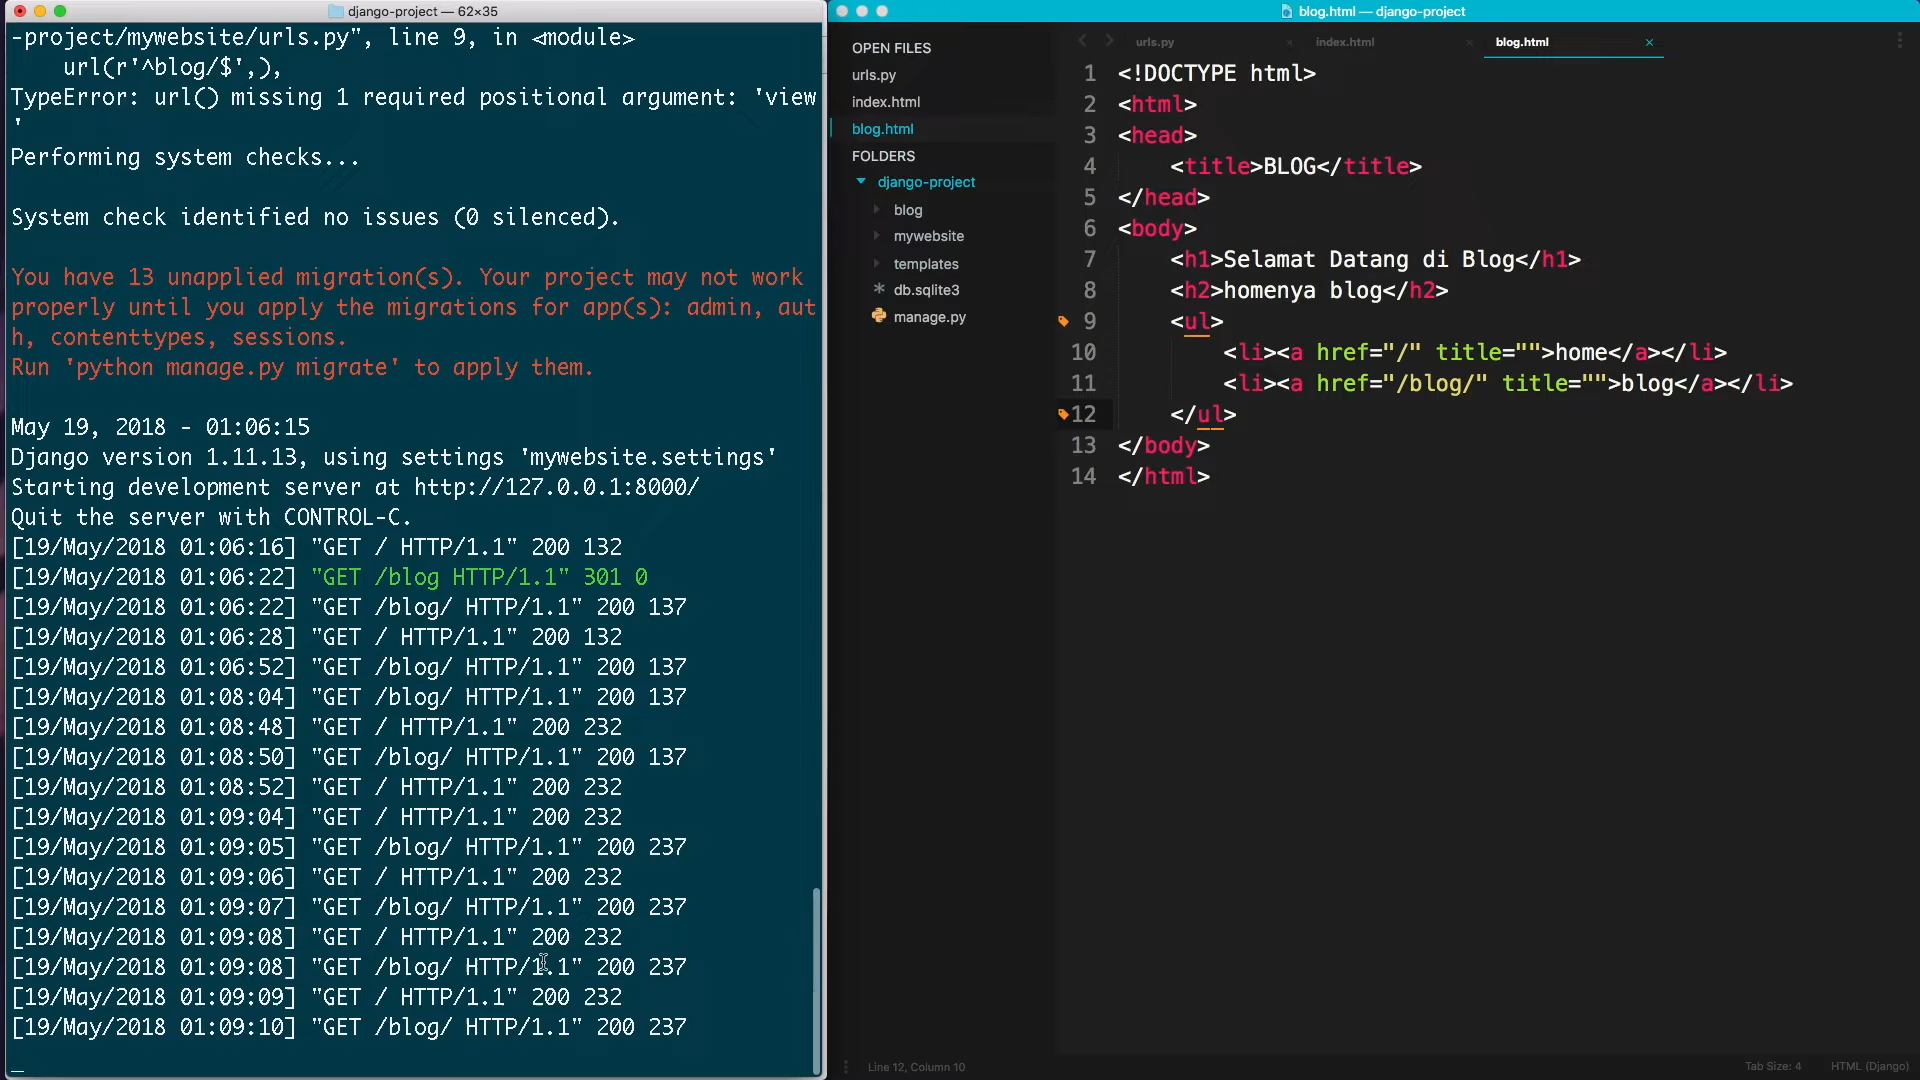 django-project — 62×35
-project/mywebsite/urls.py", line 9, in <module>
    url(r'^blog/$',),
TypeError: url() missing 1 required positional argument: 'view
'
Performing system checks...
System check identified no issues (0 silenced).
You have 13 unapplied migration(s). Your project may not work
properly until you apply the migrations for app(s): admin, aut
h, contenttypes, sessions.
Run 'python manage.py migrate' to apply them.
May 19, 2018 - 01:06:15
Django version 1.11.13, using settings 'mywebsite.settings'
Starting development server at http://127.0.0.1:8000/
Quit the server with CONTROL-C.
[19/May/2018 01:06:16] "GET / HTTP/1.1" 200 132
[19/May/2018 01:06:22] "GET /blog HTTP/1.1" 301 0
[19/May/2018 01:06:22] "GET /blog/ HTTP/1.1" 200 137
[19/May/2018 01:06:28] "GET / HTTP/1.1" 200 132
[19/May/2018 01:06:52] "GET /blog/ HTTP/1.1" 200 137
[19/May/2018 01:08:04] "GET /blog/ HTTP/1.1" 200 137
[19/May/2018 01:08:48] "GET / HTTP/1.1" 200 232
[19/May/2018 01:08:50] "GET /blog/ HTTP/1.1" 200 137
[19/May/2018 01:08:52] "GET / HTTP/1.1" 200 232
[19/May/2018 01:09:04] "GET / HTTP/1.1" 200 232
[19/May/2018 01:09:05] "GET /blog/ HTTP/1.1" 200 237
[19/May/2018 01:09:06] "GET / HTTP/1.1" 200 232
[19/May/2018 01:09:07] "GET /blog/ HTTP/1.1" 200 237
[19/May/2018 01:09:08] "GET / HTTP/1.1" 200 232
[19/May/2018 01:09:08] "GET /blog/ HTTP/1.1" 200 237
[19/May/2018 01:09:09] "GET / HTTP/1.1" 200 232
[19/May/2018 01:09:10] "GET /blog/ HTTP/1.1" 200 237
blog.html — django-project
OPEN FILES
urls.py
index.html
blog.html
FOLDERS
django-project
blog
mywebsite
templates
db.sqlite3
manage.py
urls.py index.html blog.html
1 <!DOCTYPE html>
2 <html>
3 <head>
4     <title>BLOG</title>
5 </head>
6 <body>
7     <h1>Selamat Datang di Blog</h1>
8     <h2>homenya blog</h2>
9     <ul>
10         <li><a href="/" title="">home</a></li>
11         <li><a href="/blog/" title="">blog</a></li>
12     </ul>
13 </body>
14 </html>
Line 12, Column 10
Tab Size: 4
HTML (Django)